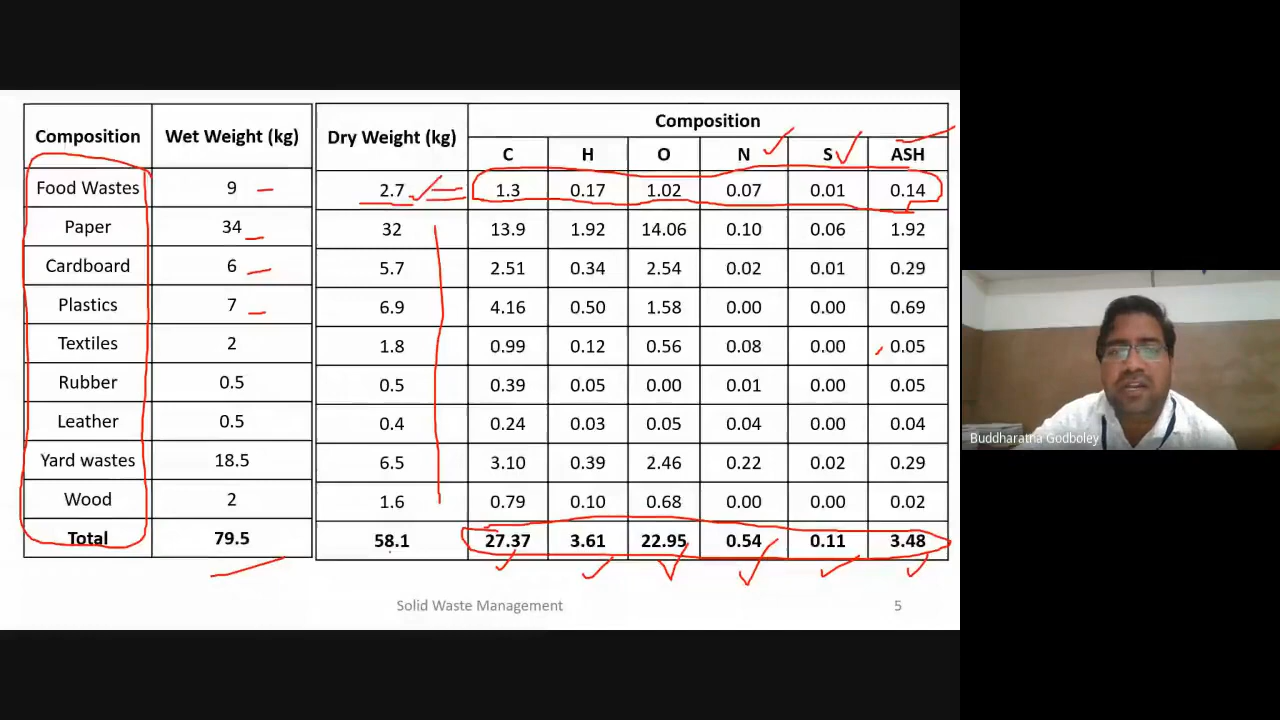 Composition Wet Weight (kg) Dry Weight (kg) Composition
C H O N S ASH
Food Wastes 9 2.7 1.3 0.17 1.02 0.07 0.01 0.14
Paper 34 32 13.9 1.92 14.06 0.10 0.06 1.92
Cardboard 6 5.7 2.51 0.34 2.54 0.02 0.01 0.29
Plastics 7 6.9 4.16 0.50 1.58 0.00 0.00 0.69
Textiles 2 1.8 0.99 0.12 0.56 0.08 0.00 0.05
Rubber 0.5 0.5 0.39 0.05 0.00 0.01 0.00 0.05
Leather 0.5 0.4 0.24 0.03 0.05 0.04 0.00 0.04
Yard wastes 18.5 6.5 3.10 0.39 2.46 0.22 0.02 0.29
Wood 2 1.6 0.79 0.10 0.68 0.00 0.00 0.02
Total 79.5 58.1 27.37 3.61 22.95 0.54 0.11 3.48
Solid Waste Management 5
Buddharatna Godboley